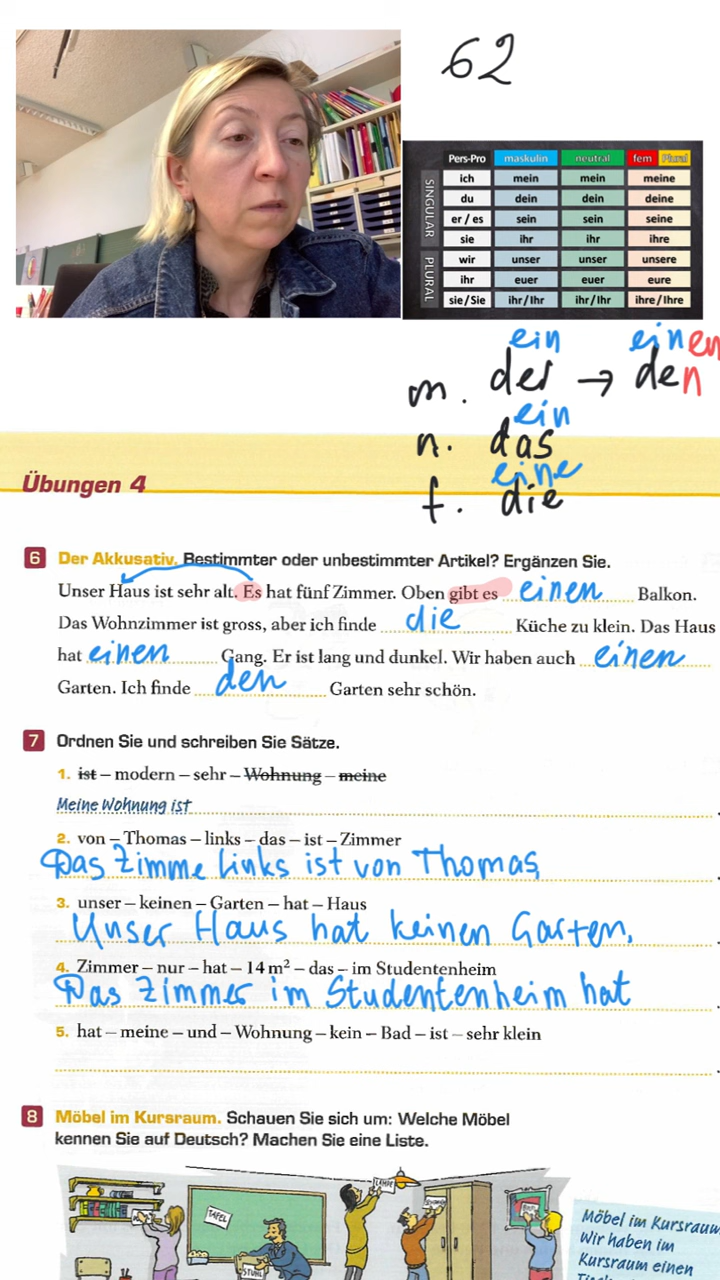 62
Pers-Pro maskulin neutral fem Plural
SINGULAR
ich mein mein meine
du dein dein deine
er / es sein sein seine
sie ihr ihr ihre
PLURAL
wir unser unser unsere
ihr euer euer eure
sie/Sie ihr/Ihr ihr/Ihr ihre/Ihre
ein einen
m. der → den
ein
n. das
eine
f. die
Übungen 4
6 Der Akkusativ. Bestimmter oder unbestimmter Artikel? Ergänzen Sie.
Unser Haus ist sehr alt. Es hat fünf Zimmer. Oben gibt es einen Balkon.
Das Wohnzimmer ist gross, aber ich finde die Küche zu klein. Das Haus
hat einen Gang. Er ist lang und dunkel. Wir haben auch einen
Garten. Ich finde den Garten sehr schön.
7 Ordnen Sie und schreiben Sie Sätze.
1. ist – modern – sehr – Wohnung – meine
Meine Wohnung ist .
2. von – Thomas – links – das – ist – Zimmer
Das Zimme links ist von Thomas .
3. unser – keinen – Garten – hat – Haus
Unser Haus hat keinen Garten. .
4. Zimmer – nur – hat – 14 m² – das – im Studentenheim
Das Zimmer im Studentenheim hat .
5. hat – meine – und – Wohnung – kein – Bad – ist – sehr klein
.
8 Möbel im Kursraum. Schauen Sie sich um: Welche Möbel
kennen Sie auf Deutsch? Machen Sie eine Liste.
LAMPE
TAFEL
STUHL
Möbel im Kursraum
Wir haben im
Kursraum einen